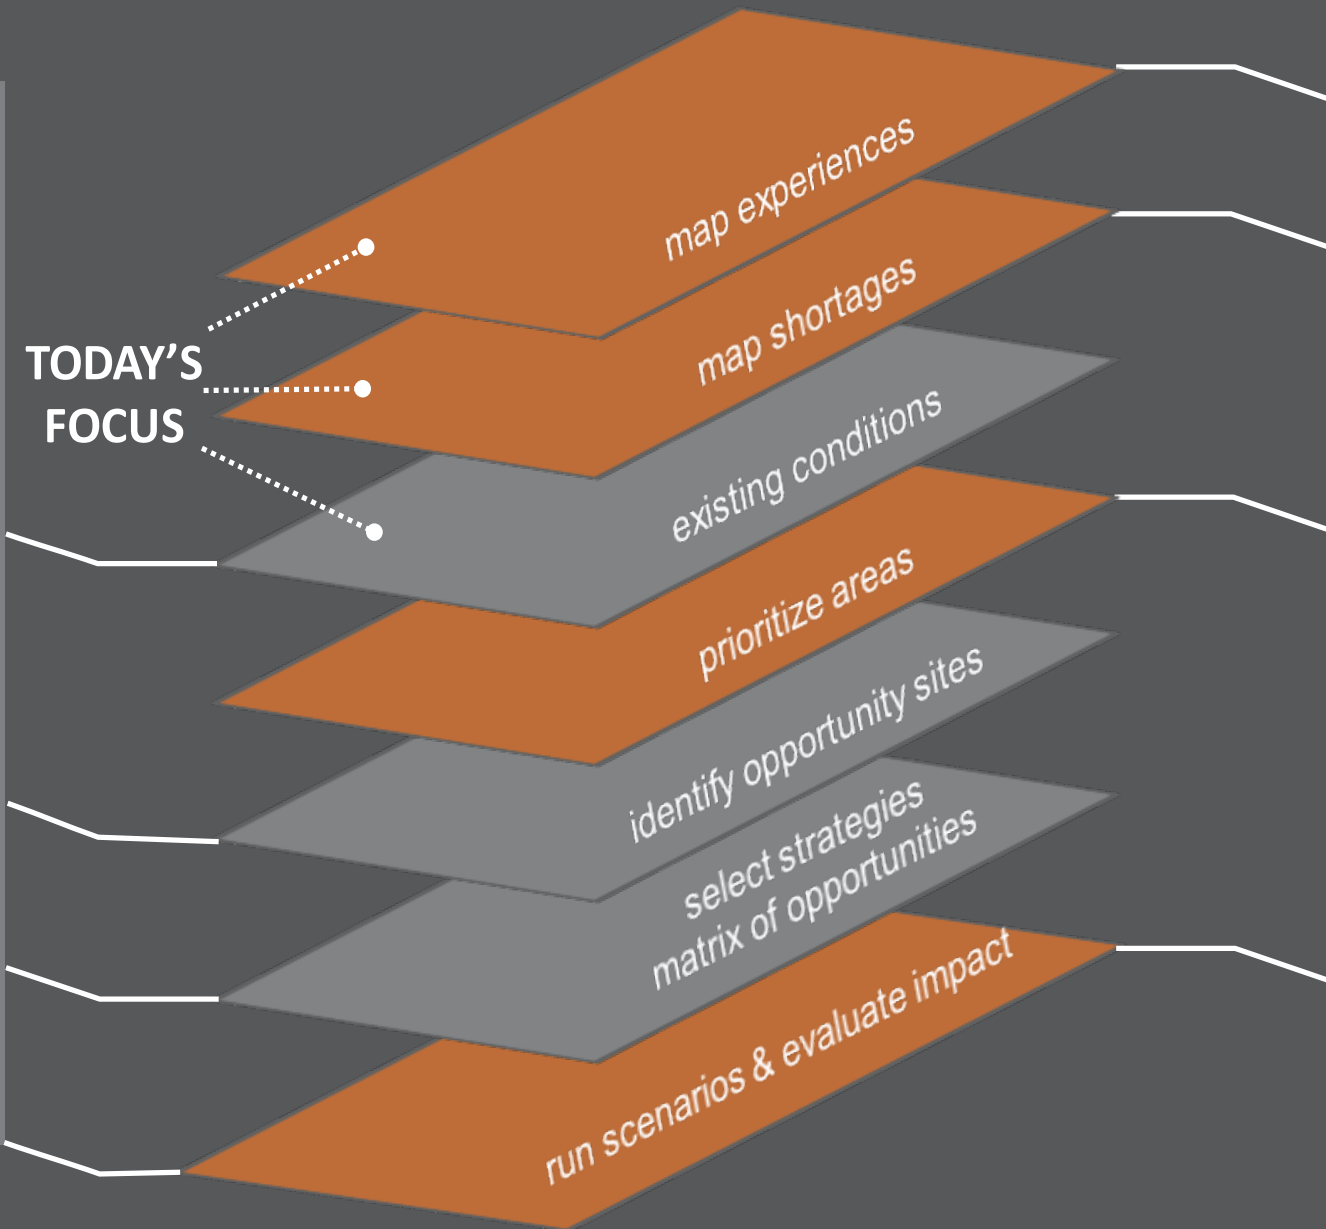 map experiences
map shortages
TODAY'S
FOCUS
existing conditions
prioritize areas
identify opportunity sites
select strategies
matrix of opportunities
run scenarios & evaluate impact